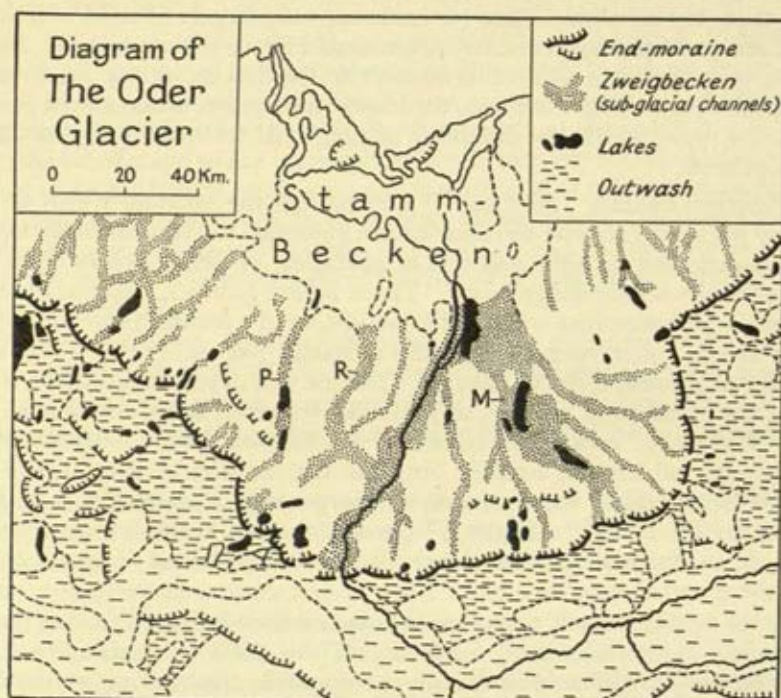 Diagram of
The Oder
Glacier
0 20 40 Km.
End-moraine
Zweigbecken
(sub-glacial channels)
Lakes
Outwash
Stamm-
Becken
P
R
M